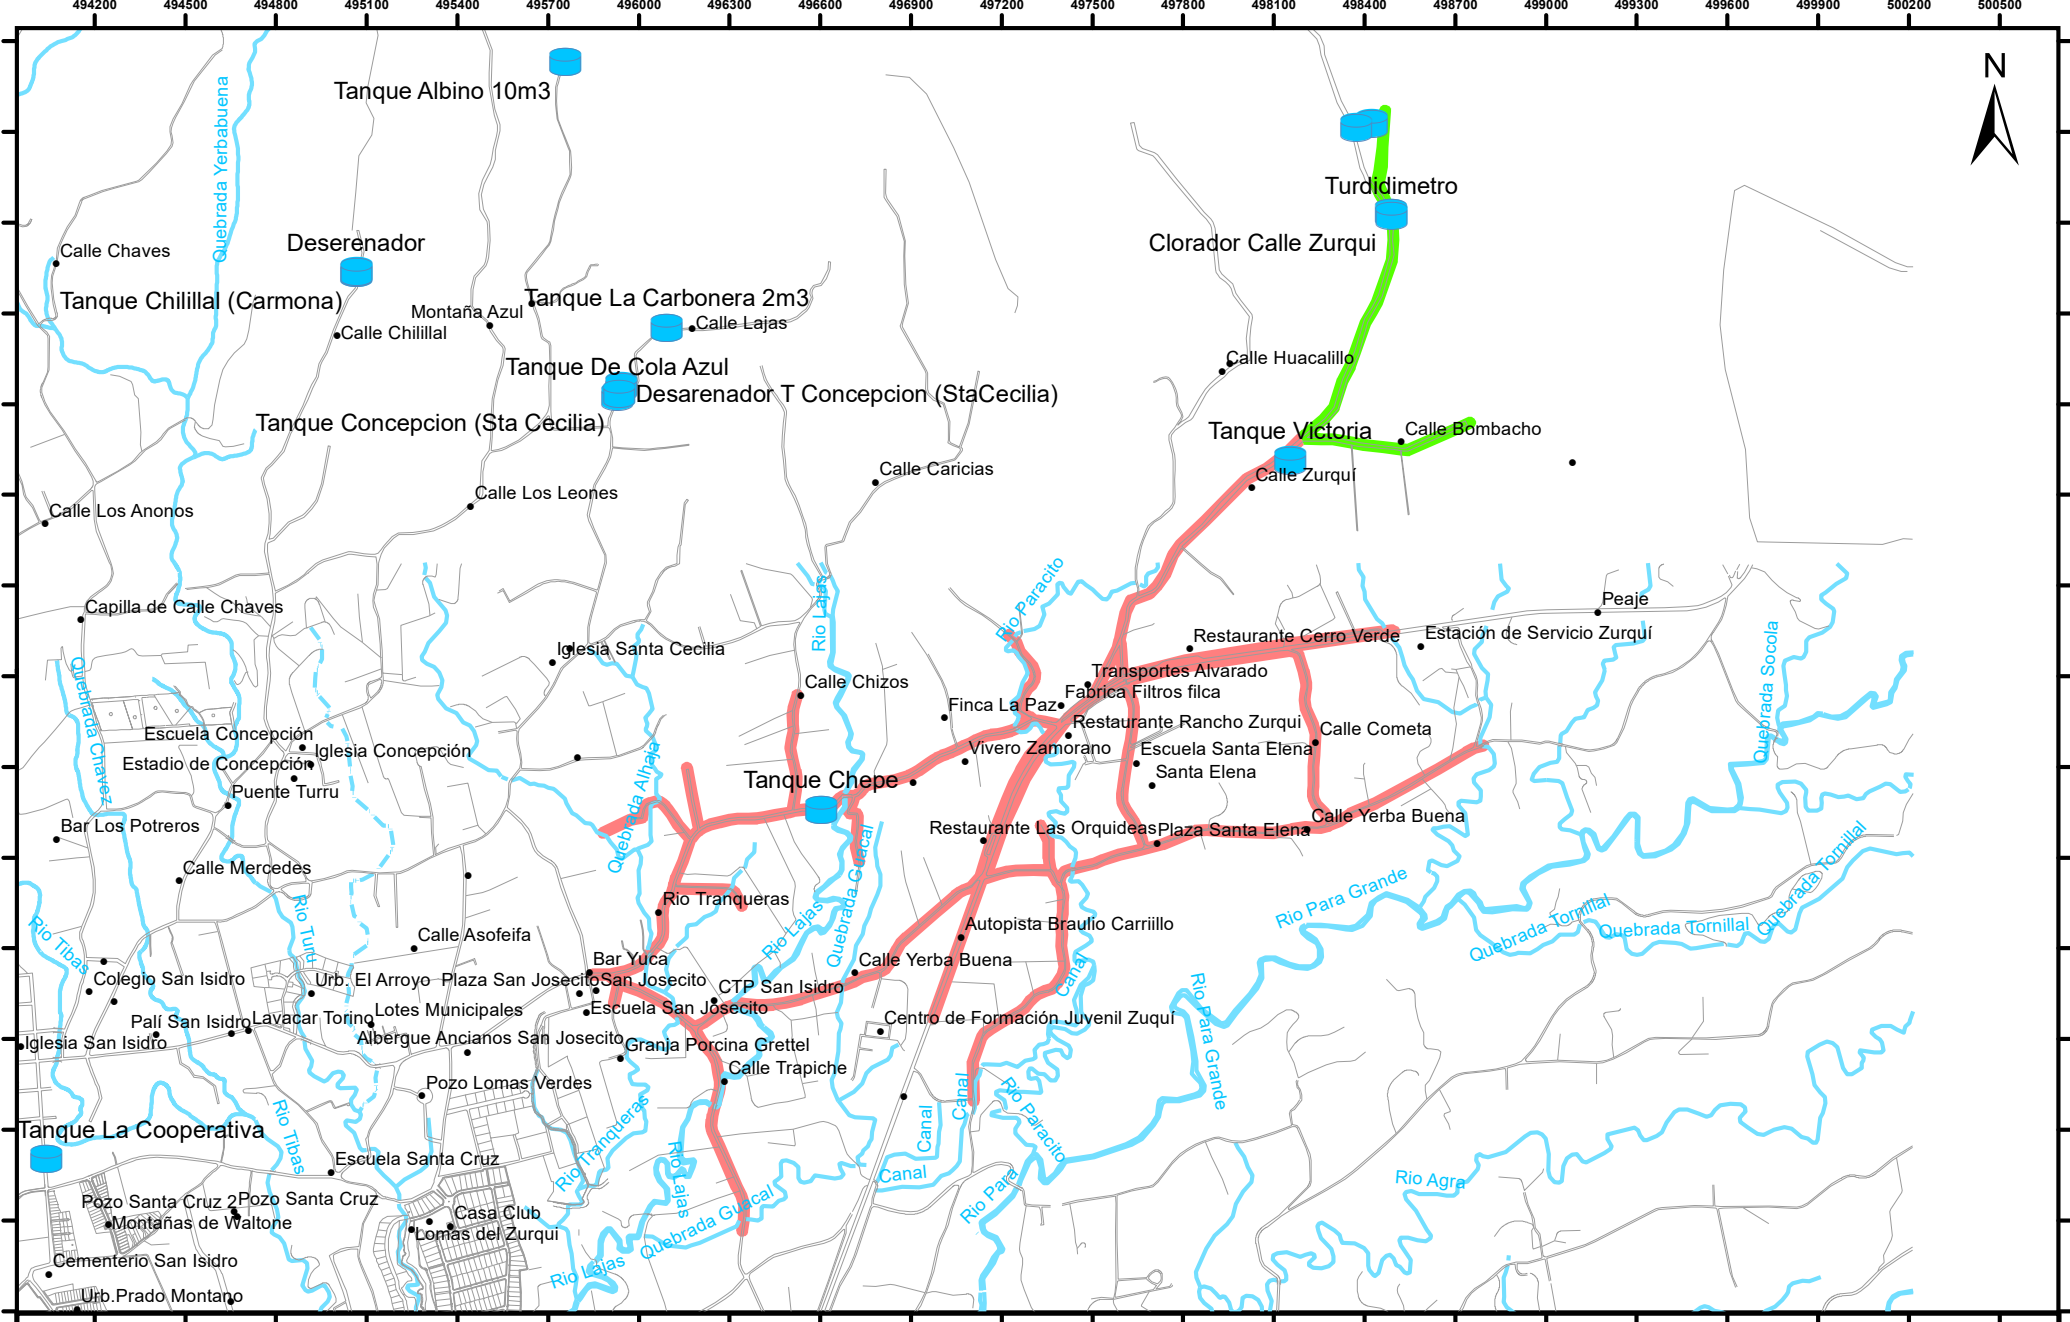 494200 494500 494800 495100 495400 495700 496000 496300 496600 496900 497200 497500 497800 498100 498400 498700 499000 499300 499600 499900 500200 500500
N
Tanque Albino 10m3
Quebrada Yerbabuena
Turdidimetro
Clorador Calle Zurqui
Calle Chaves
Deserenador
Tanque Chilillal (Carmona)
Tanque La Carbonera 2m3
Montaña Azul
Calle Lajas
Calle Chilillal
Calle Huacalillo
Tanque De Cola Azul
Desarenador T Concepcion (StaCecilia)
Tanque Concepcion (Sta Cecilia)
Tanque Victoria
Calle Bombacho
Calle Caricias
Calle Zurquí
Calle Los Leones
Calle Los Anonos
Rio Paracito
Rio Lajas
Capilla de Calle Chaves
Peaje
Restaurante Cerro Verde
Estación de Servicio Zurquí
Iglesia Santa Cecilia
Quebrada Socola
Quebrada Chavez
Transportes Alvarado
Calle Chizos
Fabrica Filtros filca
Finca La Paz
Restaurante Rancho Zurqui
Calle Cometa
Escuela Concepción
Iglesia Concepción
Vivero Zamorano
Escuela Santa Elena
Estadio de Concepción
Santa Elena
Quebrada Alhaja
Tanque Chepe
Puente Turru
Calle Yerba Buena
Bar Los Potreros
Restaurante Las Orquideas
Plaza Santa Elena
Quebrada Guacal
Quebrada Tornillal
Calle Mercedes
Rio Para Grande
Rio Tranqueras
Quebrada Tornillal
Quebrada Tornillal
Rio Turru
Rio Lajas
Autopista Braulio Carriillo
Rio Tibas
Calle Asofeifa
Bar Yuca
Calle Yerba Buena
Canal
Colegio San Isidro
Urb. El Arroyo
Plaza San Josecito
San Josecito
CTP San Isidro
Escuela San Josecito
Lotes Municipales
Rio Para Grande
Palí San Isidro
Lavacar Torino
Centro de Formación Juvenil Zuquí
Iglesia San Isidro
Albergue Ancianos San Josecito
Granja Porcina Grettel
Calle Trapiche
Pozo Lomas Verdes
Canal
Rio Paracito
Canal
Rio Tibas
Tanque La Cooperativa
Rio Tranqueras
Escuela Santa Cruz
Rio Lajas
Canal
Rio Agra
Rio Para
Pozo Santa Cruz 2
Pozo Santa Cruz
Montañas de Waltone
Casa Club
Quebrada Guacal
Lomas del Zurqui
Cementerio San Isidro
Rio Lajas
Urb.Prado Montano